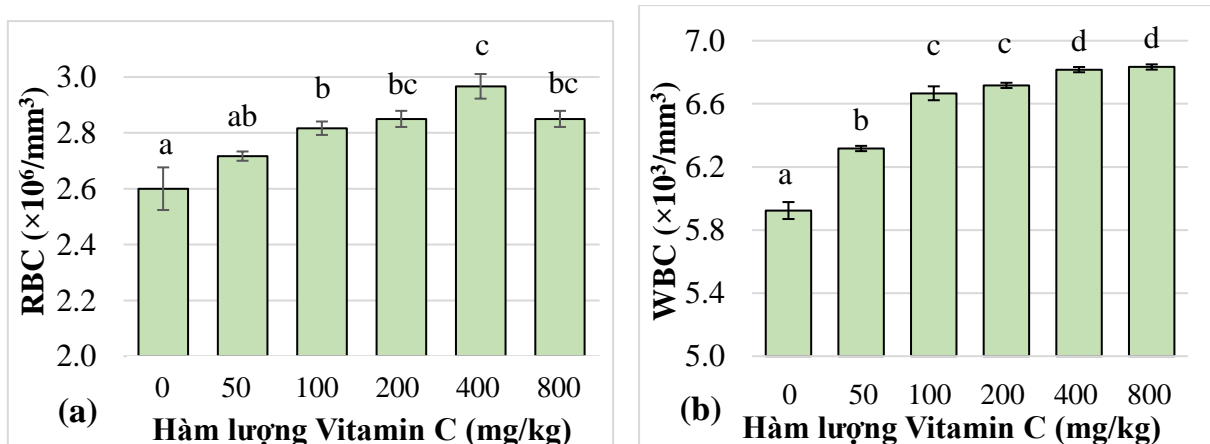 RBC (×10⁶/mm³)
3.0
2.8
2.6
2.4
2.2
2.0
a
ab
b
bc
c
bc
0 50 100 200 400 800
(a)
Hàm lượng Vitamin C (mg/kg)
WBC (×10³/mm³)
7.0
6.6
6.2
5.8
5.4
5.0
a
b
c
c
d
d
0 50 100 200 400 800
(b)
Hàm lượng Vitamin C (mg/kg)